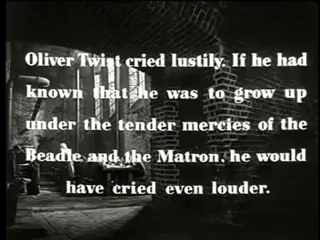 Oliver Twist cried lustily. If he had
known that he was to grow up
under the tender mercies of the
Beadle and the Matron, he would
have cried even louder.